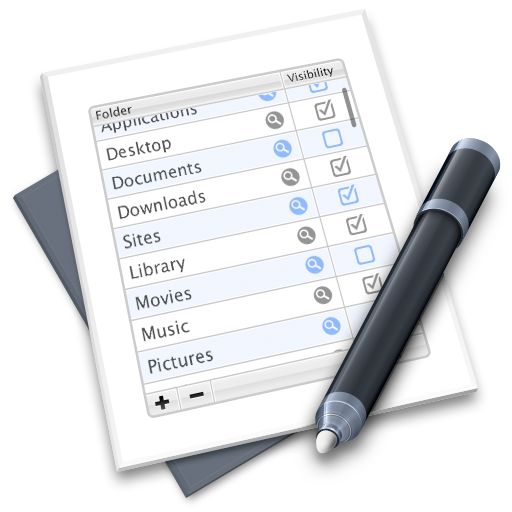 Folder Visibility
Applications
Desktop
Documents
Downloads
Sites
Library
Movies
Music
Pictures